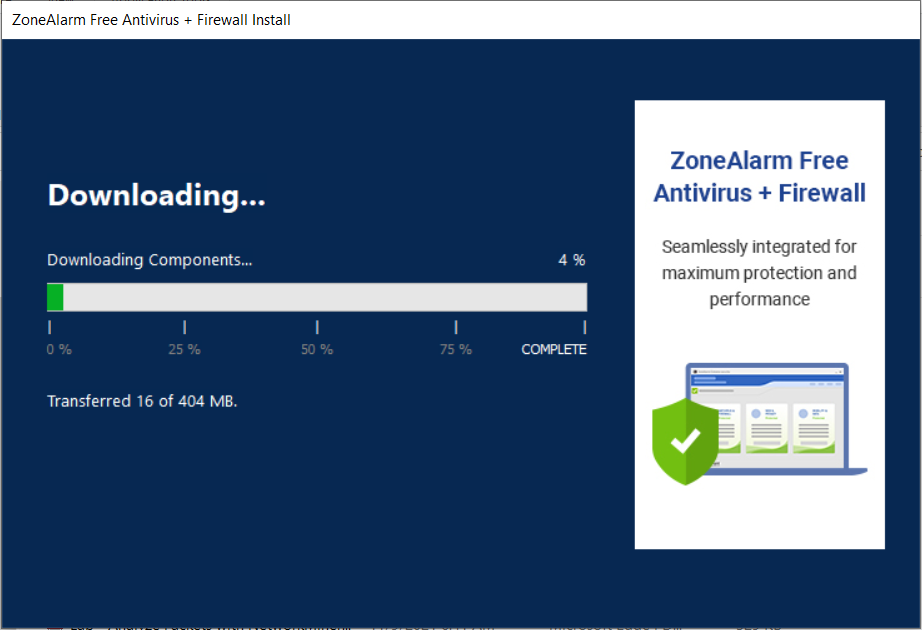 ZoneAlarm Free Antivirus + Firewall Install
Downloading...
Downloading Components... 4 %
0 % 25 % 50 % 75 % COMPLETE
Transferred 16 of 404 MB.
ZoneAlarm Free
Antivirus + Firewall
Seamlessly integrated for
maximum protection and
performance